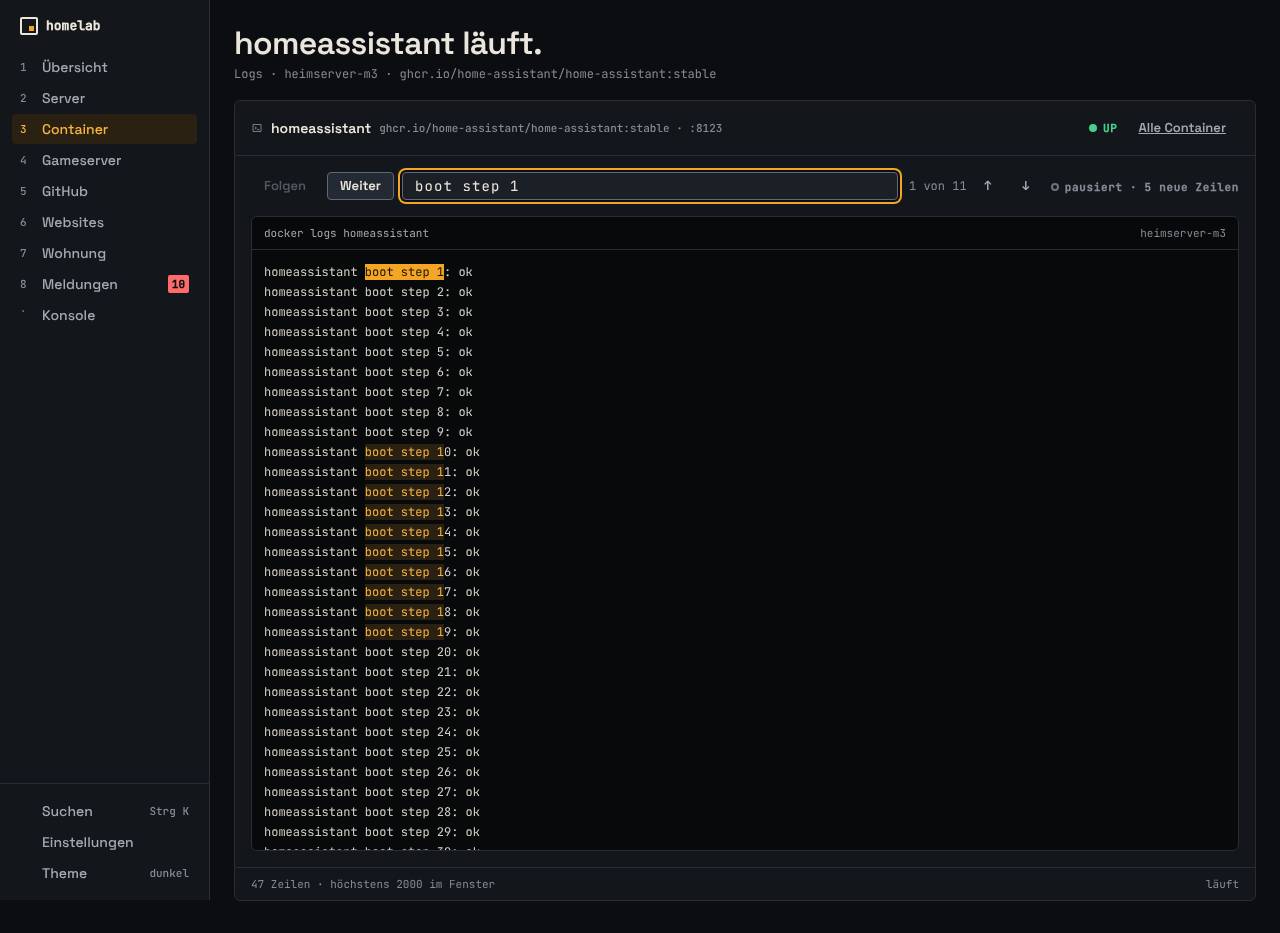 homelab
1 Übersicht
2 Server
3 Container
4 Gameserver
5 GitHub
6 Websites
7 Wohnung
8 Meldungen 10
` Konsole
Suchen Strg K
Einstellungen
Theme dunkel
homeassistant läuft.
Logs · heimserver-m3 · ghcr.io/home-assistant/home-assistant:stable
homeassistant ghcr.io/home-assistant/home-assistant:stable · :8123 UP Alle Container
Folgen Weiter boot step 1 1 von 11 ↑ ↓ pausiert · 5 neue Zeilen
docker logs homeassistant heimserver-m3
homeassistant boot step 1: ok
homeassistant boot step 2: ok
homeassistant boot step 3: ok
homeassistant boot step 4: ok
homeassistant boot step 5: ok
homeassistant boot step 6: ok
homeassistant boot step 7: ok
homeassistant boot step 8: ok
homeassistant boot step 9: ok
homeassistant boot step 10: ok
homeassistant boot step 11: ok
homeassistant boot step 12: ok
homeassistant boot step 13: ok
homeassistant boot step 14: ok
homeassistant boot step 15: ok
homeassistant boot step 16: ok
homeassistant boot step 17: ok
homeassistant boot step 18: ok
homeassistant boot step 19: ok
homeassistant boot step 20: ok
homeassistant boot step 21: ok
homeassistant boot step 22: ok
homeassistant boot step 23: ok
homeassistant boot step 24: ok
homeassistant boot step 25: ok
homeassistant boot step 26: ok
homeassistant boot step 27: ok
homeassistant boot step 28: ok
homeassistant boot step 29: ok
47 Zeilen · höchstens 2000 im Fenster läuft